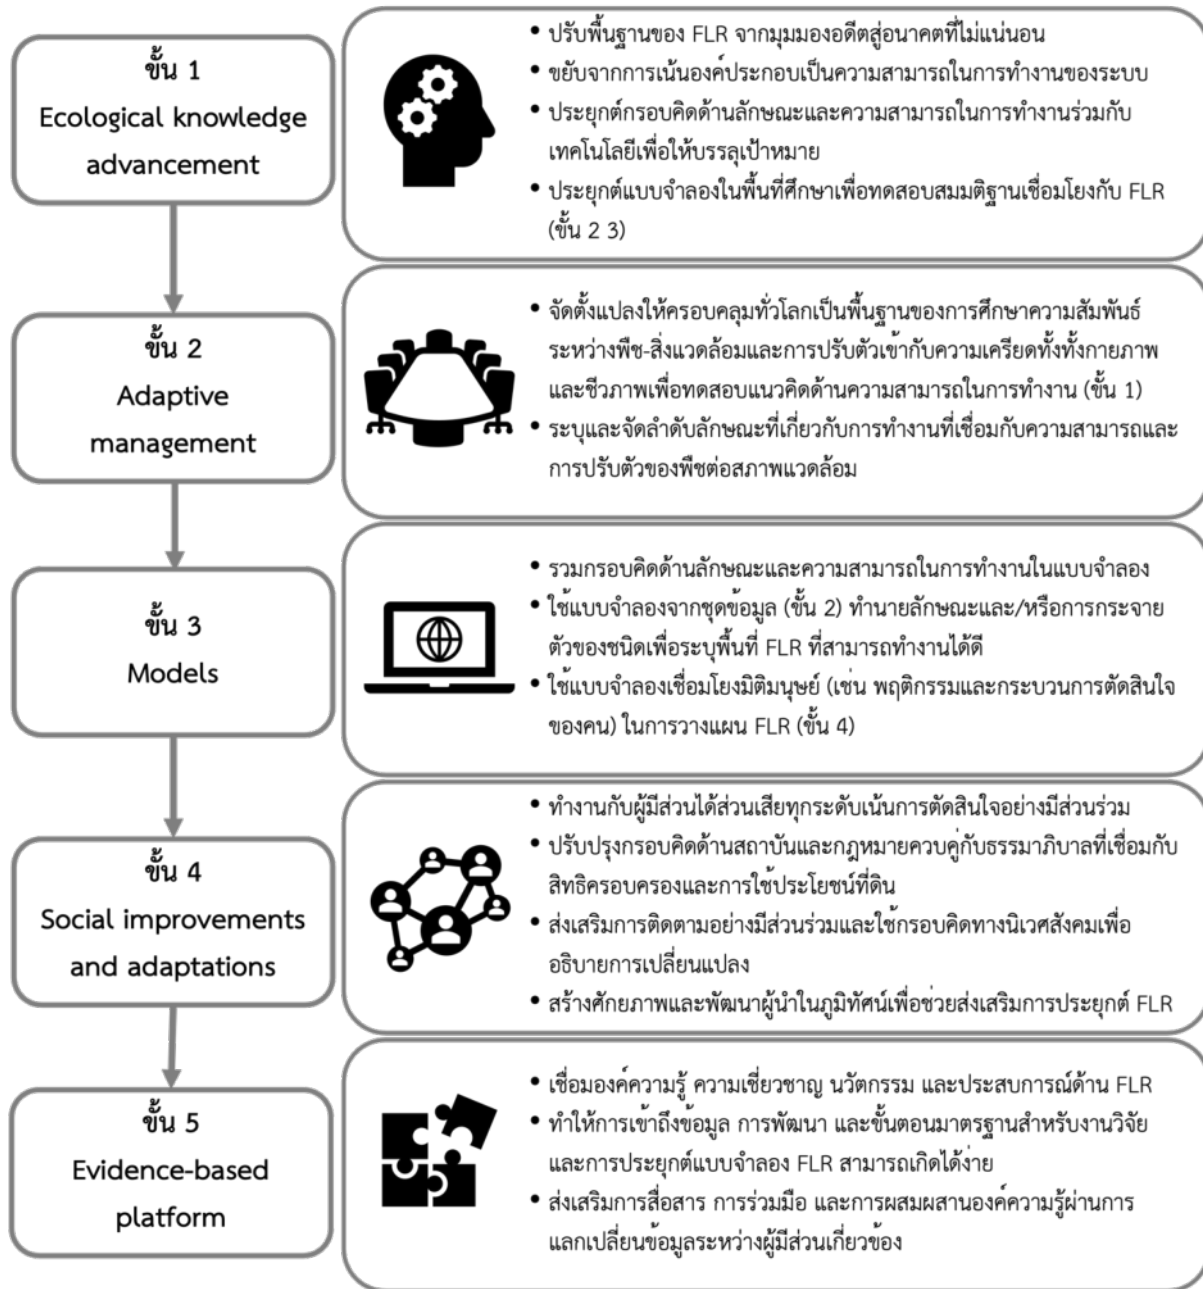 ขั้น 1
Ecological knowledge
advancement
• ปรับพื้นฐานของ FLR จากมุมมองอดีตสู่อนาคตที่ไม่แน่นอน
• ขยับจากการเน้นองค์ประกอบเป็นความสามารถในการทำงานของระบบ
• ประยุกต์กรอบคิดด้านลักษณะและความสามารถในการทำงานร่วมกับ
เทคโนโลยีเพื่อให้บรรลุเป้าหมาย
• ประยุกต์แบบจำลองในพื้นที่ศึกษาเพื่อทดสอบสมมติฐานเชื่อมโยงกับ FLR
(ขั้น 2 3)
ขั้น 2
Adaptive
management
• จัดตั้งแปลงให้ครอบคลุมทั่วโลกเป็นพื้นฐานของการศึกษาความสัมพันธ์
ระหว่างพืช-สิ่งแวดล้อมและการปรับตัวเข้ากับความเครียดทั้งทั้งกายภาพ
และชีวภาพเพื่อทดสอบแนวคิดด้านความสามารถในการทำงาน (ขั้น 1)
• ระบุและจัดลำดับลักษณะที่เกี่ยวกับการทำงานที่เชื่อมกับความสามารถและ
การปรับตัวของพืชต่อสภาพแวดล้อม
ขั้น 3
Models
• รวมกรอบคิดด้านลักษณะและความสามารถในการทำงานในแบบจำลอง
• ใช้แบบจำลองจากชุดข้อมูล (ขั้น 2) ทำนายลักษณะและ/หรือการกระจาย
ตัวของชนิดเพื่อระบุพื้นที่ FLR ที่สามารถทำงานได้ดี
• ใช้แบบจำลองเชื่อมโยงมิติมนุษย์ (เช่น พฤติกรรมและกระบวนการตัดสินใจ
ของคน) ในการวางแผน FLR (ขั้น 4)
ขั้น 4
Social improvements
and adaptations
• ทำงานกับผู้มีส่วนได้ส่วนเสียทุกระดับเน้นการตัดสินใจอย่างมีส่วนร่วม
• ปรับปรุงกรอบคิดด้านสถาบันและกฎหมายควบคู่กับธรรมาภิบาลที่เชื่อมกับ
สิทธิครอบครองและการใช้ประโยชน์ที่ดิน
• ส่งเสริมการติดตามอย่างมีส่วนร่วมและใช้กรอบคิดทางนิเวศสังคมเพื่อ
อธิบายการเปลี่ยนแปลง
• สร้างศักยภาพและพัฒนาผู้นำในภูมิทัศน์เพื่อช่วยส่งเสริมการประยุกต์ FLR
ขั้น 5
Evidence-based
platform
• เชื่อมองค์ความรู้ ความเชี่ยวชาญ นวัตกรรม และประสบการณ์ด้าน FLR
• ทำให้การเข้าถึงข้อมูล การพัฒนา และขั้นตอนมาตรฐานสำหรับงานวิจัย
และการประยุกต์แบบจำลอง FLR สามารถเกิดได้ง่าย
• ส่งเสริมการสื่อสาร การร่วมมือ และการผสมผสานองค์ความรู้ผ่านการ
แลกเปลี่ยนข้อมูลระหว่างผู้มีส่วนเกี่ยวข้อง